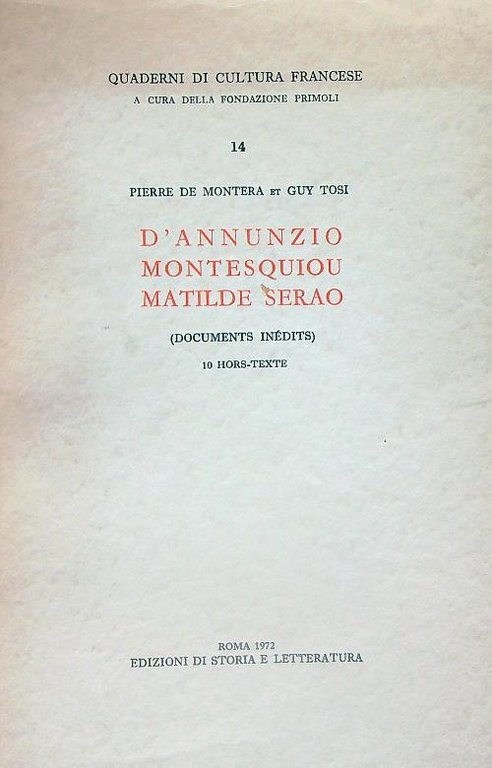 QUADERNI DI CULTURA FRANCESE
A CURA DELLA FONDAZIONE PRIMOLI
14
PIERRE DE MONTERA ET GUY TOSI
D'ANNUNZIO
MONTESQUIOU
MATILDE SERAO
(DOCUMENTS INÉDITS)
10 HORS-TEXTE
ROMA 1972
EDIZIONI DI STORIA E LETTERATURA